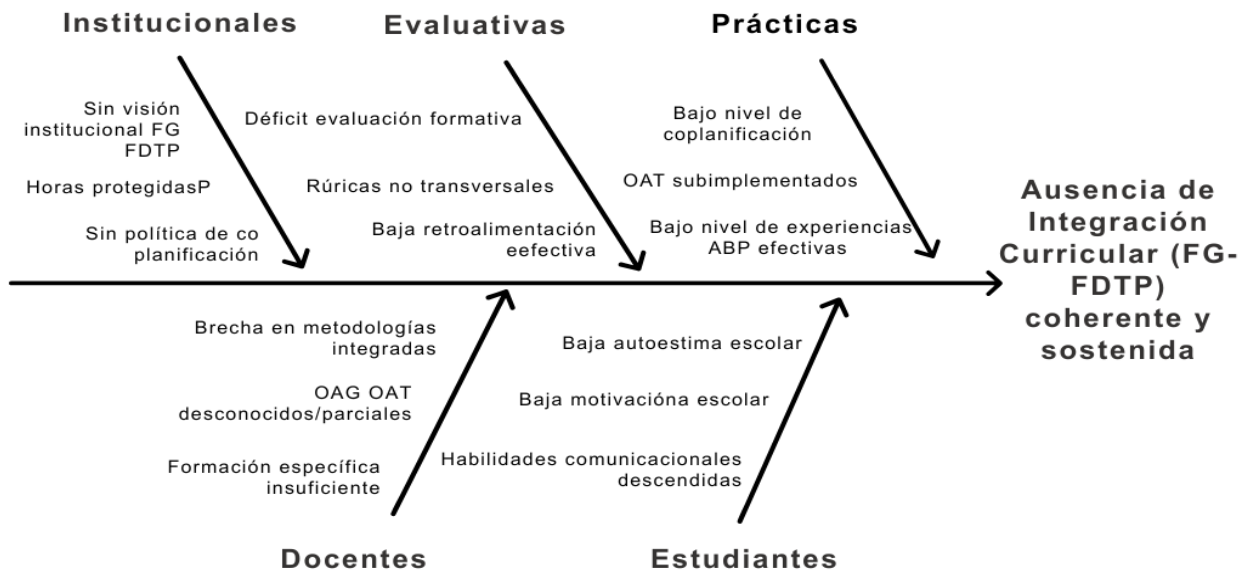 Institucionales
Evaluativas
Prácticas
Sin visión
institucional FG
FDTP
Horas protegidasP
Sin política de co
planificación
Déficit evaluación formativa
Rúricas no transversales
Baja retroalimentación
eefectiva
Bajo nivel de
coplanificación
OAT subimplementados
Bajo nivel de experiencias
ABP efectivas
Ausencia de
Integración
Curricular (FG-
FDTP)
coherente y
sostenida
Brecha en metodologías
integradas
OAG OAT
desconocidos/parciales
Formación específica
insuficiente
Baja autoestima escolar
Baja motivacióna escolar
Habilidades comunicacionales
descendidas
Docentes
Estudiantes